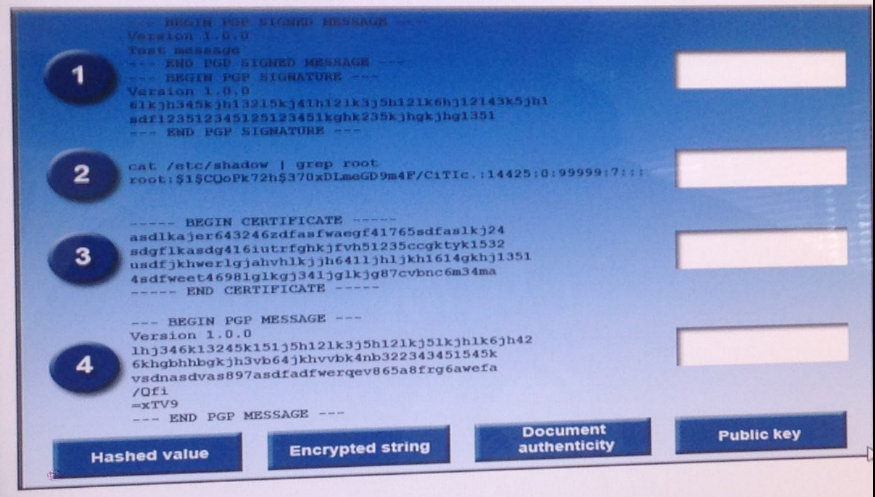 --- BEGIN PGP SIGNED MESSAGE ---
Version 1.0.0
Test message
--- END PGP SIGNED MESSAGE ---
--- BEGIN PGP SIGNATURE ---
Version 1.0.0
1
61kjh345kjh13215kj41h121k3j5h121k6hj12143k5jh1
sdf123512345125123451kghk235kjhgkjhg1351
--- END PGP SIGNATURE ---
2
cat /etc/shadow | grep root
root:$1$CQoPk72h$370xDLmeGD9m4F/CiTIc.:14425:0:99999:7:::
----- BEGIN CERTIFICATE -----
asdlkajer643246zdfasfwaegf41765sdfaslkj24
sdgflkasdg416iutrfghkjfvh51235ccgktyk1532
3
usdfjkhwerlgjahvhlkjjh6411jhljkh1614gkhj1351
4sdfweet46981glkgj341jglkjg87cvbnc6m34ma
----- END CERTIFICATE -----
--- BEGIN PGP MESSAGE ---
Version 1.0.0
1hj346k13245k151j5h121k3j5h121kj51kjh1k6jh42
4
6khgbhhbgkjh3vb64jkhvvbk4nb322343451545k
vsdnasdvas897asdfadfwerqev865a8frg6awefa
/Qfi
=xTV9
--- END PGP MESSAGE ---
Hashed value
Encrypted string
Document
authenticity
Public key